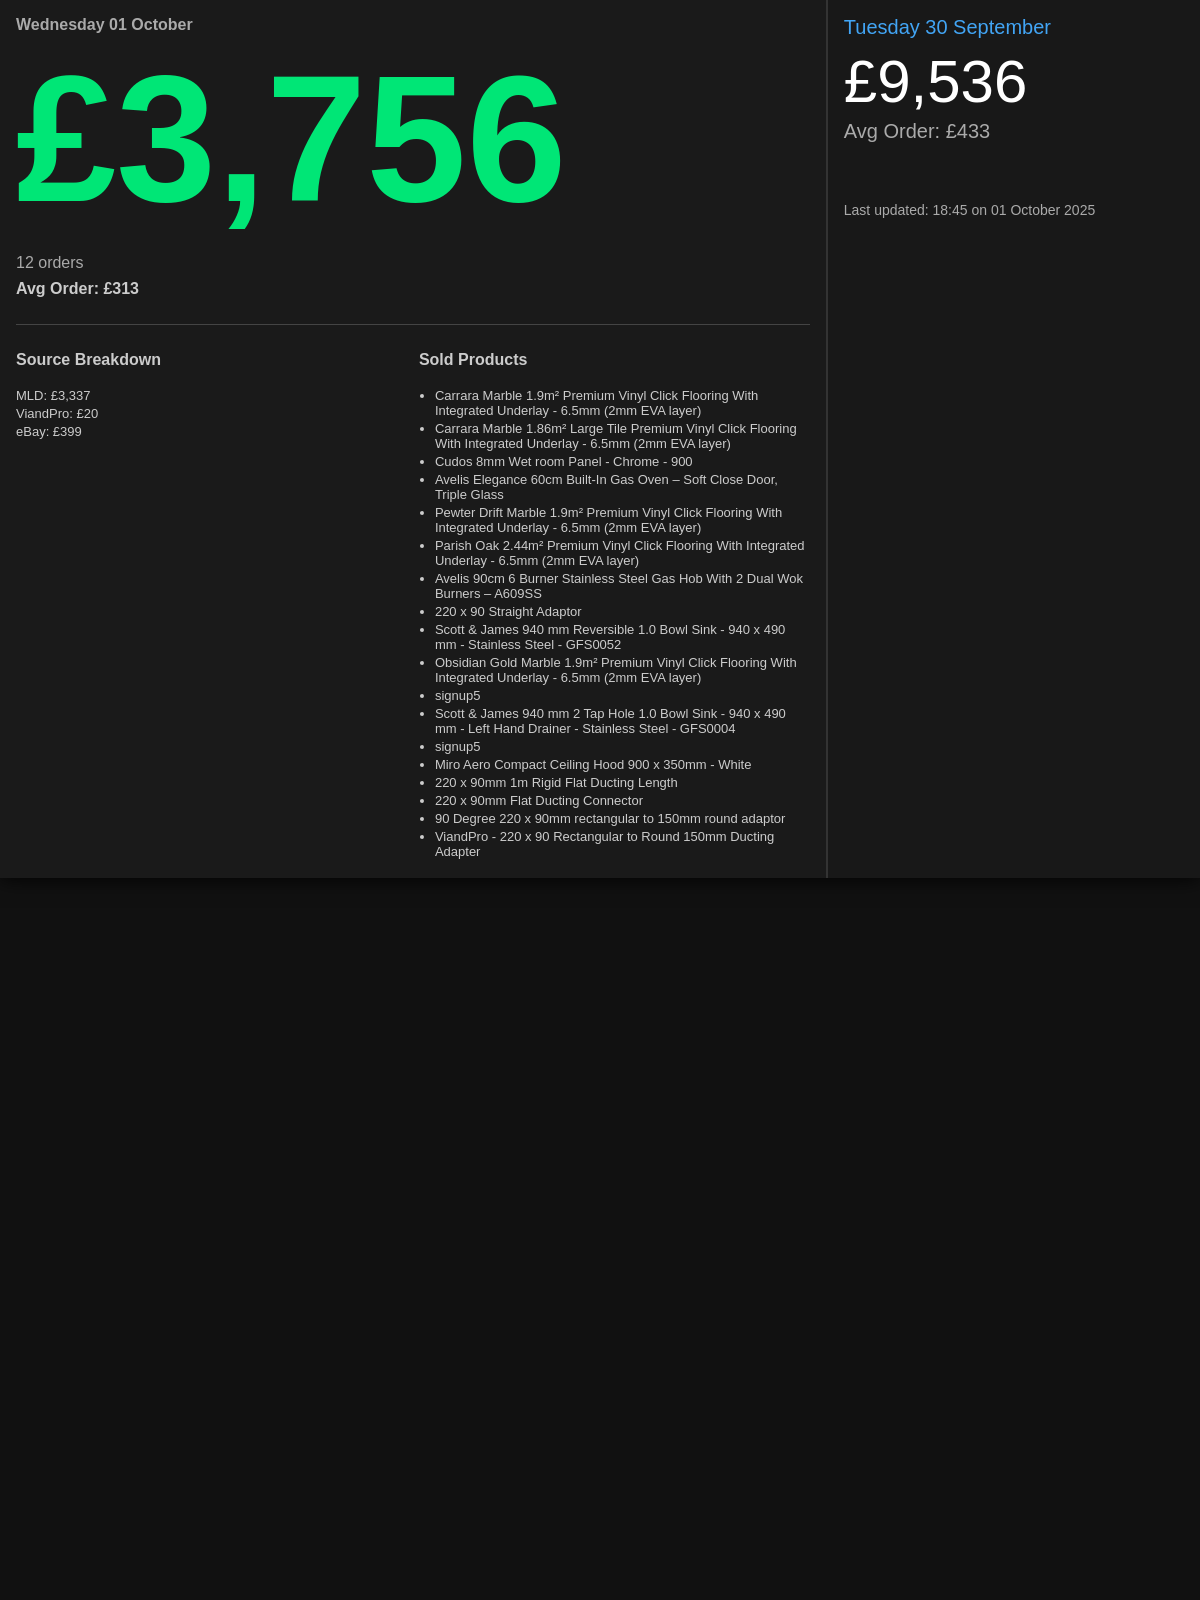 Wednesday 01 October
£3,756
12 orders
Avg Order: £313
Source Breakdown
MLD: £3,337
ViandPro: £20
eBay: £399
Sold Products
• Carrara Marble 1.9m² Premium Vinyl Click Flooring With
Integrated Underlay - 6.5mm (2mm EVA layer)
• Carrara Marble 1.86m² Large Tile Premium Vinyl Click Flooring
With Integrated Underlay - 6.5mm (2mm EVA layer)
• Cudos 8mm Wet room Panel - Chrome - 900
• Avelis Elegance 60cm Built-In Gas Oven – Soft Close Door,
Triple Glass
• Pewter Drift Marble 1.9m² Premium Vinyl Click Flooring With
Integrated Underlay - 6.5mm (2mm EVA layer)
• Parish Oak 2.44m² Premium Vinyl Click Flooring With Integrated
Underlay - 6.5mm (2mm EVA layer)
• Avelis 90cm 6 Burner Stainless Steel Gas Hob With 2 Dual Wok
Burners – A609SS
• 220 x 90 Straight Adaptor
• Scott & James 940 mm Reversible 1.0 Bowl Sink - 940 x 490
mm - Stainless Steel - GFS0052
• Obsidian Gold Marble 1.9m² Premium Vinyl Click Flooring With
Integrated Underlay - 6.5mm (2mm EVA layer)
• signup5
• Scott & James 940 mm 2 Tap Hole 1.0 Bowl Sink - 940 x 490
mm - Left Hand Drainer - Stainless Steel - GFS0004
• signup5
• Miro Aero Compact Ceiling Hood 900 x 350mm - White
• 220 x 90mm 1m Rigid Flat Ducting Length
• 220 x 90mm Flat Ducting Connector
• 90 Degree 220 x 90mm rectangular to 150mm round adaptor
• ViandPro - 220 x 90 Rectangular to Round 150mm Ducting
Adapter
Tuesday 30 September
£9,536
Avg Order: £433
Last updated: 18:45 on 01 October 2025